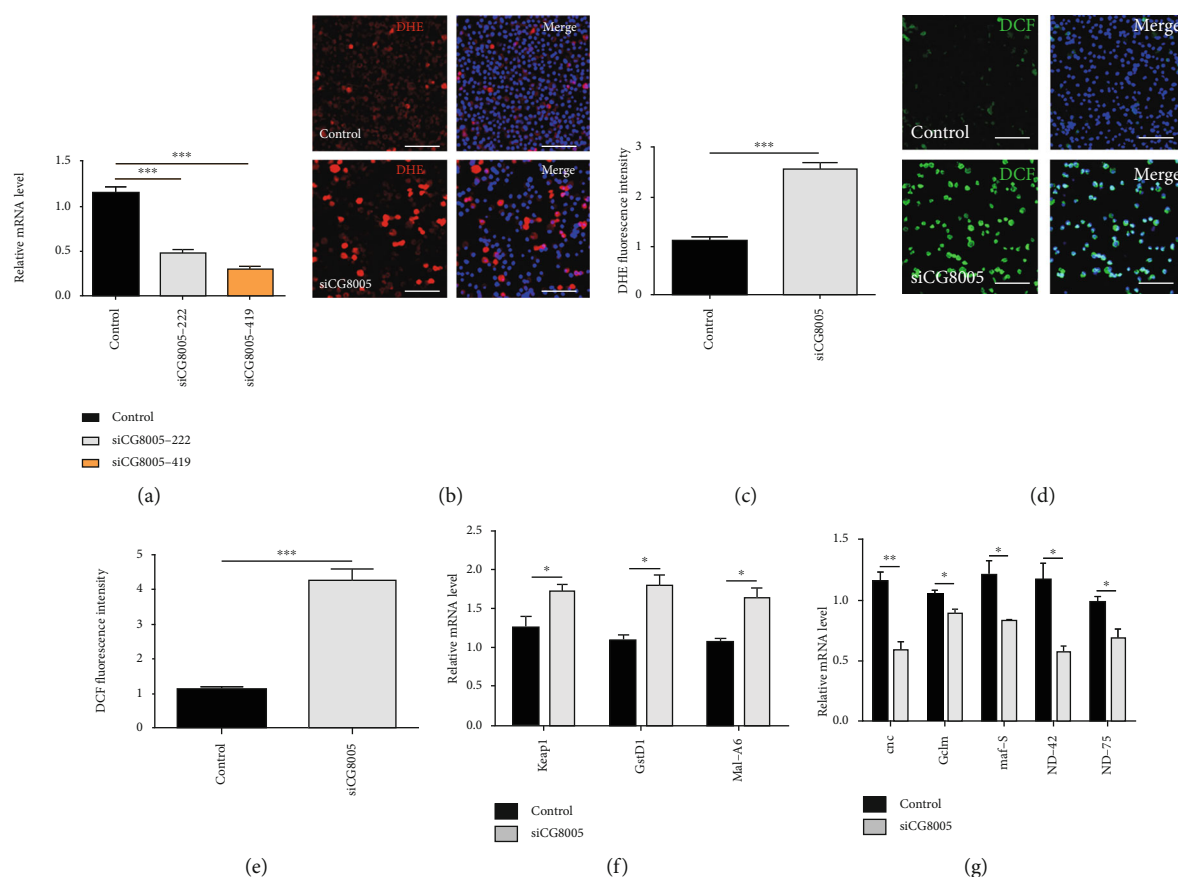 Relative mRNA level
1.5
1.0
0.5
0.0
***
***
Control
siCG8005–222
siCG8005–419
Control
siCG8005–222
siCG8005–419
(a)
DHE
Merge
Control
DHE
Merge
siCG8005
(b)
DHE fluorescence intensity
3
2
1
0
***
Control
siCG8005
(c)
DCF
Merge
Control
DCF
Merge
siCG8005
(d)
DCF fluorescence intensity
5
4
3
2
1
0
***
Control
siCG8005
(e)
Relative mRNA level
2.5
2.0
1.5
1.0
0.5
0.0
*
*
*
Keap1
GstD1
Mal–A6
Control
siCG8005
(f)
Relative mRNA level
1.5
1.0
0.5
0.0
**
*
*
*
*
cnc
Gclm
maf–S
ND–42
ND–75
Control
siCG8005
(g)